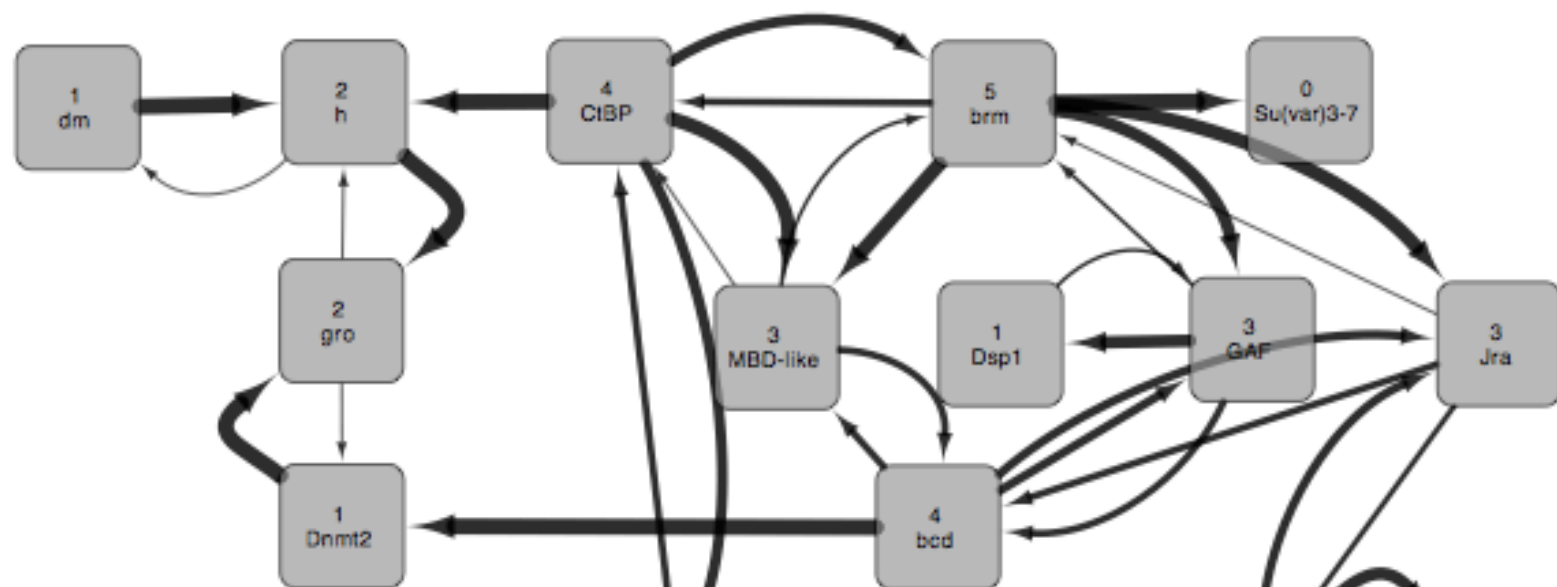 1
dm
2
h
4
CtBP
5
brm
0
Su(var)3-7
2
gro
3
MBD-like
1
Dsp1
3
GAF
3
Jra
1
Dnmt2
4
bcd